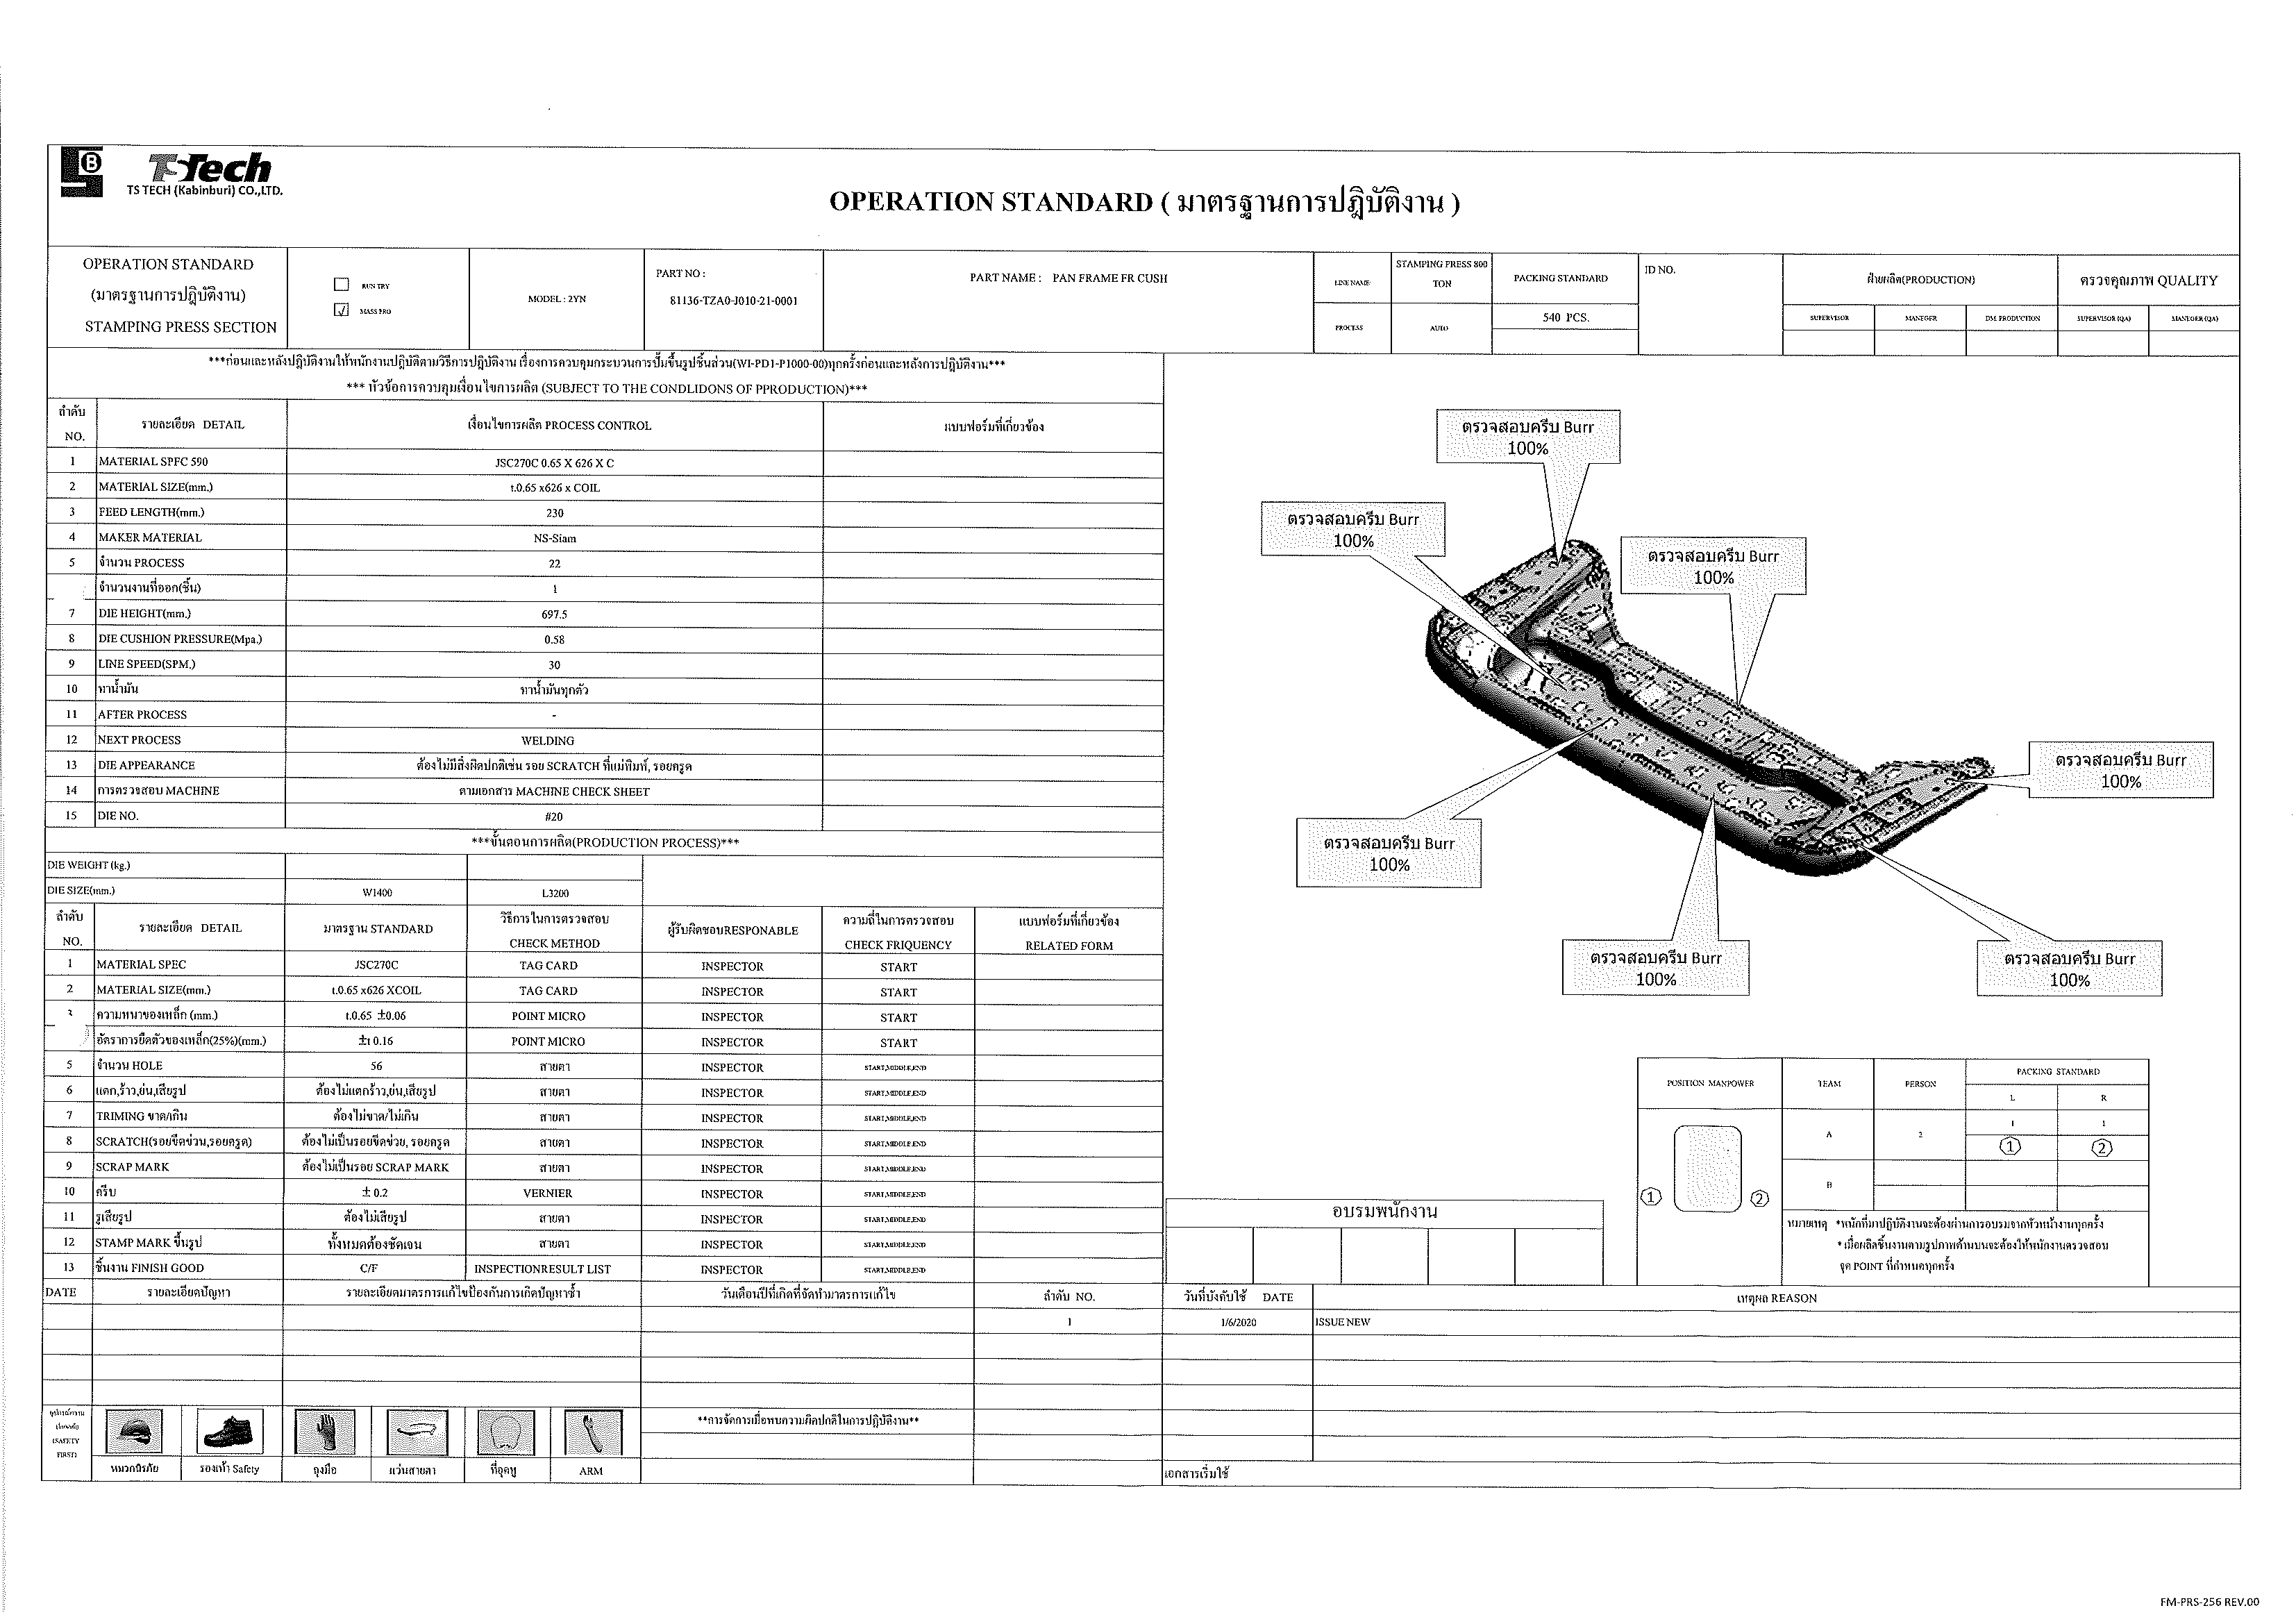 B
TSTech
TS TECH (Kabinburi) CO.,LTD.
OPERATION STANDARD ( มาตรฐานการปฎิบัติงาน )
OPERATION STANDARD
(มาตรฐานการปฎิบัติงาน)
STAMPING PRESS SECTION
RUN TRY
MASS PRO
MODEL : 2YN
PART NO :
81136-TZA0-J010-21-0001
PART NAME : PAN FRAME FR CUSH
LINE NAME
STAMPING PRESS 800 TON
PROCESS
AUTO
PACKING STANDARD
540 PCS.
ID NO.
ฝ่ายผลิต(PRODUCTION)
ตรวจคุณภาพ QUALITY
SUPERVISOR
MANEGER
DM. PRODUCTION
SUPERVISOR (QA)
MANEGER (QA)
***ก่อนและหลังปฎิบัติงานให้พนักงานปฎิบัติตามวิธีการปฎิบัติงาน เรื่องการควบคุมกระบวนการปั๊มขึ้นรูปชิ้นส่วน(WI-PD1-P1000-00)ทุกครั้งก่อนและหลังการปฎิบัติงาน***
*** หัวข้อการควบคุมเงื่อนไขการผลิต (SUBJECT TO THE CONDLIDONS OF PPRODUCTION)***
ลำดับ NO. รายละเอียด DETAIL เงื่อนไขการผลิต PROCESS CONTROL แบบฟอร์มที่เกี่ยวข้อง
1 MATERIAL SPFC 590 JSC270C 0.65 X 626 X C
2 MATERIAL SIZE(mm.) t.0.65 x626 x COIL
3 FEED LENGTH(mm.) 230
4 MAKER MATERIAL NS-Siam
5 จำนวน PROCESS 22
จำนวนงานที่ออก(ชิ้น) 1
7 DIE HEIGHT(mm.) 697.5
8 DIE CUSHION PRESSURE(Mpa.) 0.58
9 LINE SPEED(SPM.) 30
10 ทาน้ำมัน ทาน้ำมันทุกตัว
11 AFTER PROCESS -
12 NEXT PROCESS WELDING
13 DIE APPEARANCE ต้องไม่มีสิ่งผิดปกติเช่น รอย SCRATCH ที่แม่พิมพ์, รอยครูด
14 การตรวจสอบ MACHINE ตามเอกสาร MACHINE CHECK SHEET
15 DIE NO. #20
***ขั้นตอนการผลิต(PRODUCTION PROCESS)***
DIE WEIGHT (kg.)
DIE SIZE(mm.) W1400 L3200
ลำดับ NO. รายละเอียด DETAIL มาตรฐาน STANDARD วิธีการในการตรวจสอบ CHECK METHOD ผู้รับผิดชอบRESPONABLE ความถี่ในการตรวจสอบ CHECK FRIQUENCY แบบฟอร์มที่เกี่ยวข้อง RELATED FORM
1 MATERIAL SPEC JSC270C TAG CARD INSPECTOR START
2 MATERIAL SIZE(mm.) t.0.65 x626 XCOIL TAG CARD INSPECTOR START
3 ความหนาของเหล็ก (mm.) t.0.65 ±0.06 POINT MICRO INSPECTOR START
อัตราการยืดตัวของเหล็ก(25%)(mm.) ±t 0.16 POINT MICRO INSPECTOR START
5 จำนวน HOLE 56 สายตา INSPECTOR START,MIDDLE,END
6 แตก,ร้าว,ย่น,เสียรูป ต้องไม่แตกร้าว,ย่น,เสียรูป สายตา INSPECTOR START,MIDDLE,END
7 TRIMING ขาด/เกิน ต้องไม่ขาด/ไม่เกิน สายตา INSPECTOR START,MIDDLE,END
8 SCRATCH(รอยขีดข่วน,รอยครูด) ต้องไม่เป็นรอยขีดข่วย, รอยครูด สายตา INSPECTOR START,MIDDLE,END
9 SCRAP MARK ต้องไม่เป็นรอย SCRAP MARK สายตา INSPECTOR START,MIDDLE,END
10 ครีบ ± 0.2 VERNIER INSPECTOR START,MIDDLE,END
11 รูเสียรูป ต้องไม่เสียรูป สายตา INSPECTOR START,MIDDLE,END
12 STAMP MARK ขึ้นรูป ทั้งหมดต้องชัดเจน สายตา INSPECTOR START,MIDDLE,END
13 ชิ้นงาน FINISH GOOD C/F INSPECTIONRESULT LIST INSPECTOR START,MIDDLE,END
DATE รายละเอียดปัญหา รายละเอียดมาตรการแก้ไขป้องกันการเกิดปัญหาซ้ำ วันเดือนปีที่เกิดที่จัดทำมาตรการแก้ไข ลำดับ NO. วันที่บังคับใช้ DATE เหตุผล REASON
1 1/6/2020 ISSUE NEW
(SAFETY FIRST)
หมวกนิรภัย
รองเท้า Safety
ถุงมือ
แว่นสายตา
ที่อุดหู
ARM
**การจัดการเมื่อพบความผิดปกติในการปฎิบัติงาน**
เอกสารเริ่มใช้
ตรวจสอบครีบ Burr
100%
ตรวจสอบครีบ Burr
100%
ตรวจสอบครีบ Burr
100%
ตรวจสอบครีบ Burr
100%
ตรวจสอบครีบ Burr
100%
ตรวจสอบครีบ Burr
100%
ตรวจสอบครีบ Burr
100%
อบรมพนักงาน
POSITION MANPOWER TEAM PERSON PACKING STANDARD
L R
A 2 1 1
① ②
B
① ②
หมายเหตุ *พนักที่มาปฎิบัติงานจะต้องผ่านการอบรมจากหัวหน้างานทุกครั้ง
* เมื่อผลิตชิ้นงานตามรูปภาพด้านบนจะต้องให้พนักงานตรวจสอบ
จุด POINT ที่กำหนดทุกครั้ง
FM-PRS-256 REV.00